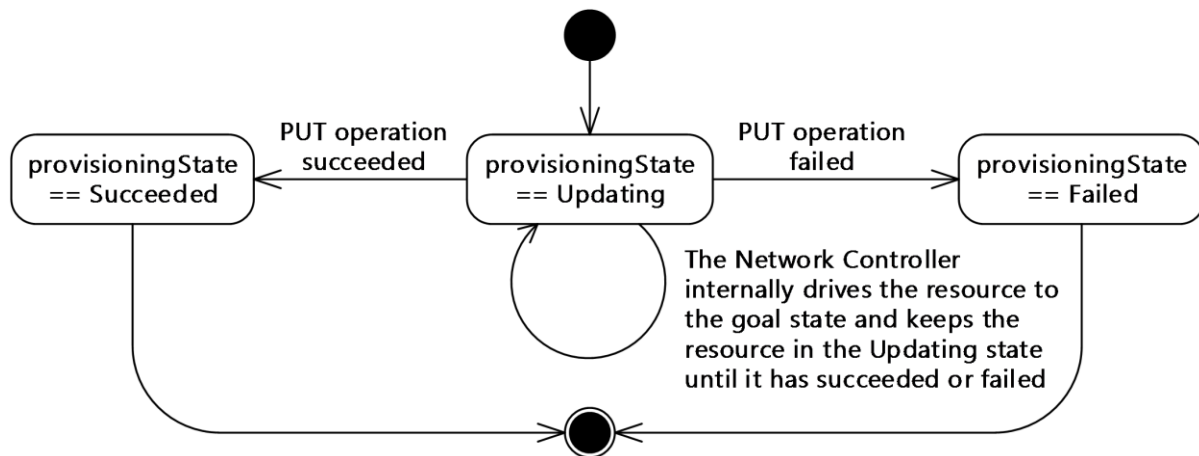 PUT operation
succeeded
PUT operation
failed
provisioningState
== Succeeded
provisioningState
== Updating
provisioningState
== Failed
The Network Controller
internally drives the resource to
the goal state and keeps the
resource in the Updating state
until it has succeeded or failed